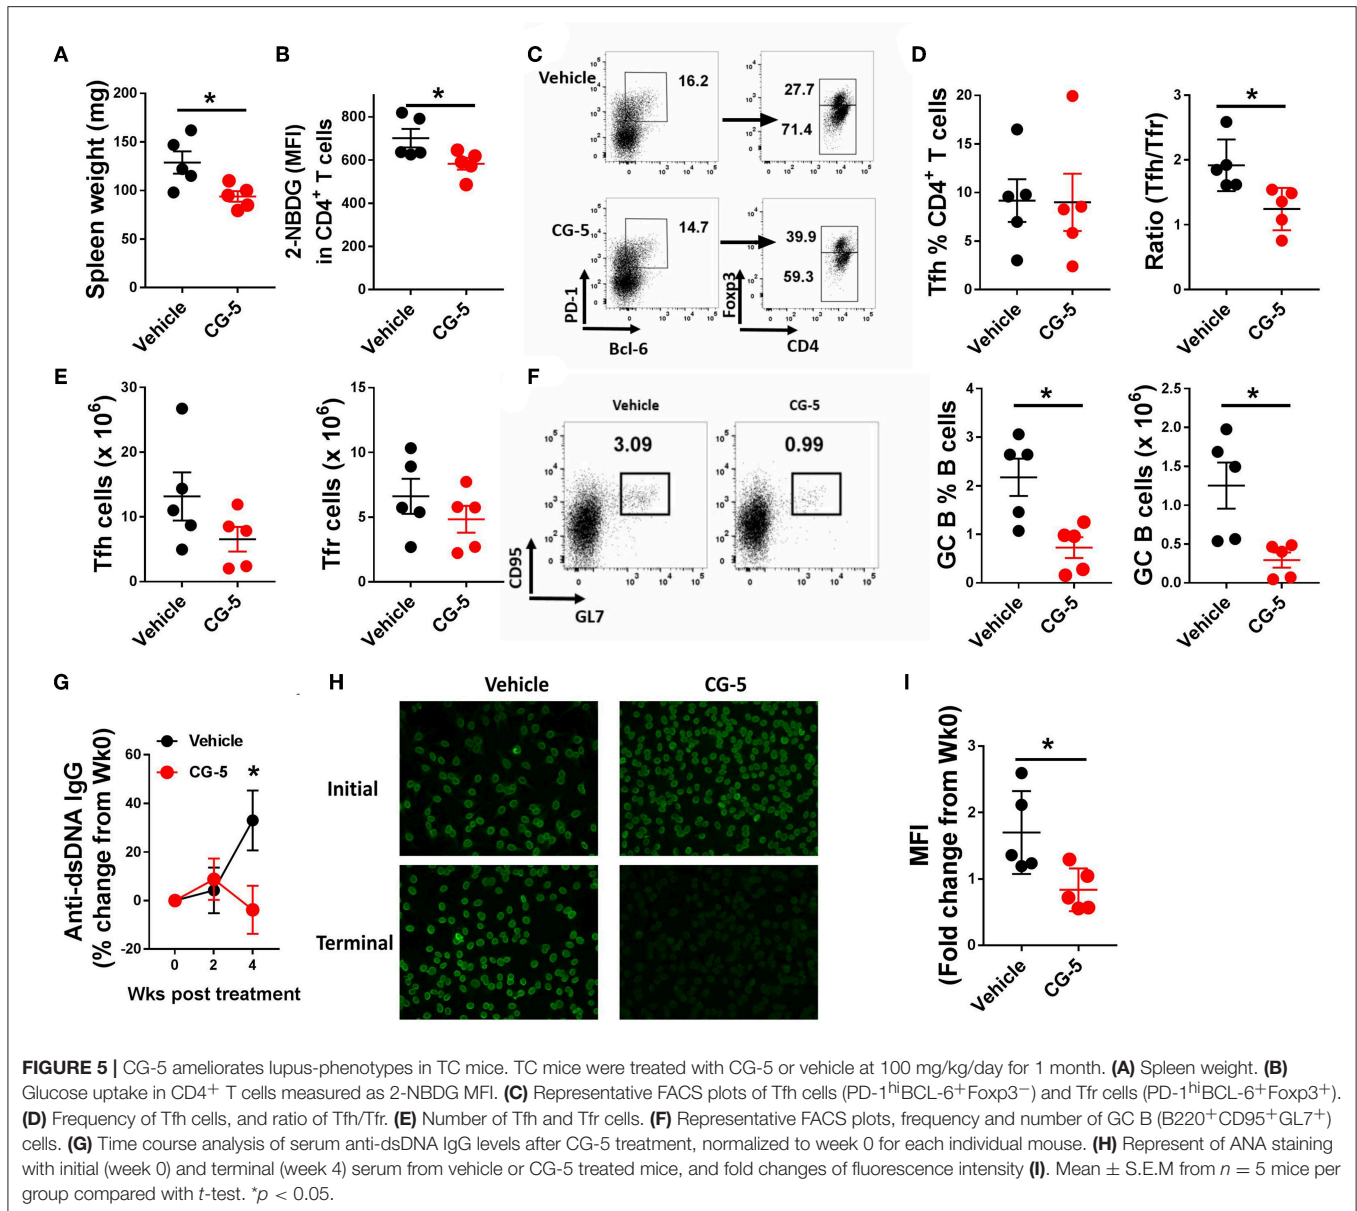 A
Spleen weight (mg)
200
150
100
50
0
*
Vehicle
CG-5
B
2-NBDG (MFI)
in CD4⁺ T cells
800
600
400
200
0
*
Vehicle
CG-5
C
Vehicle
16.2
27.7
71.4
CG-5
14.7
39.9
59.3
PD-1
Bcl-6
Foxp3
CD4
D
Tfh % CD4⁺ T cells
20
15
10
5
0
Vehicle
CG-5
Ratio (Tfh/Tfr)
3
2
1
0
*
Vehicle
CG-5
E
Tfh cells (x 10⁶)
30
20
10
0
Vehicle
CG-5
Tfr cells (x 10⁶)
15
10
5
0
Vehicle
CG-5
F
Vehicle
CG-5
3.09
0.99
CD95
GL7
GC B % B cells
4
3
2
1
0
*
Vehicle
CG-5
GC B cells (x 10⁶)
2.5
2.0
1.5
1.0
0.5
0.0
*
Vehicle
CG-5
G
Anti-dsDNA IgG
(% change from Wk0)
60
40
20
0
-20
Vehicle
CG-5
*
0 2 4
Wks post treatment
H
Vehicle
CG-5
Initial
Terminal
I
MFI
(Fold change from Wk0)
3
2
1
0
*
Vehicle
CG-5
FIGURE 5 | CG-5 ameliorates lupus-phenotypes in TC mice. TC mice were treated with CG-5 or vehicle at 100 mg/kg/day for 1 month. (A) Spleen weight. (B)
Glucose uptake in CD4+ T cells measured as 2-NBDG MFI. (C) Representative FACS plots of Tfh cells (PD-1ʰⁱBCL-6⁺Foxp3⁻) and Tfr cells (PD-1ʰⁱBCL-6⁺Foxp3⁺).
(D) Frequency of Tfh cells, and ratio of Tfh/Tfr. (E) Number of Tfh and Tfr cells. (F) Representative FACS plots, frequency and number of GC B (B220⁺CD95⁺GL7⁺)
cells. (G) Time course analysis of serum anti-dsDNA IgG levels after CG-5 treatment, normalized to week 0 for each individual mouse. (H) Represent of ANA staining
with initial (week 0) and terminal (week 4) serum from vehicle or CG-5 treated mice, and fold changes of fluorescence intensity (I). Mean ± S.E.M from n = 5 mice per
group compared with t-test. *p < 0.05.